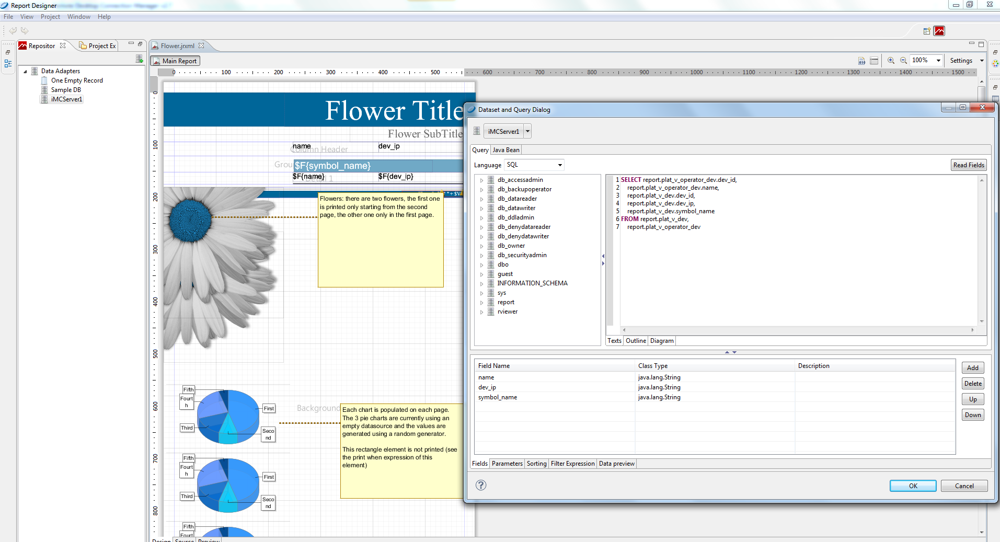 Report Designer
File View Project Window Help
Repositor
Project Ex
Flower.jrxml
Main Report
100%
Settings
0 100 200 300 400 500 600 700 800 900 1000 1100 1200 1300 1400 1500
Data Adapters
One Empty Record
Sample DB
iMCServer1
0
100
200
300
400
500
600
700
800
Flower Title
Flower SubTitle
name dev_ip
Column Header
Grou
$F{symbol_name}
$F{name} $F{dev_ip}
Detail 1
Flowers: there are two flowers, the first one
is printed only starting from the second
page, the other one only in the first page.
Fifth
Fourt
h
First
Third
Seco
nd
Background
Each chart is populated on each page.
The 3 pie charts are currently using an
empty datasource and the values are
generated using a random generator.
This rectangle element is not printed (see
the print when expression of this
element)
Fifth
Fourt
h
First
Third
Seco
nd
Fifth
Fourt
Design Source Preview
Dataset and Query Dialog
iMCServer1
Query Java Bean
Language SQL
Read Fields
db_accessadmin
db_backupoperator
db_datareader
db_datawriter
db_ddladmin
db_denydatareader
db_denydatawriter
db_owner
db_securityadmin
dbo
guest
INFORMATION_SCHEMA
sys
report
rviewer
1 SELECT report.plat_v_operator_dev.dev_id,
2 report.plat_v_operator_dev.name,
3 report.plat_v_dev.dev_id,
4 report.plat_v_dev.dev_ip,
5 report.plat_v_dev.symbol_name
6 FROM report.plat_v_dev,
7 report.plat_v_operator_dev
Texts Outline Diagram
Field Name Class Type Description
name java.lang.String
dev_ip java.lang.String
symbol_name java.lang.String
Add
Delete
Up
Down
Fields Parameters Sorting Filter Expression Data preview
OK Cancel